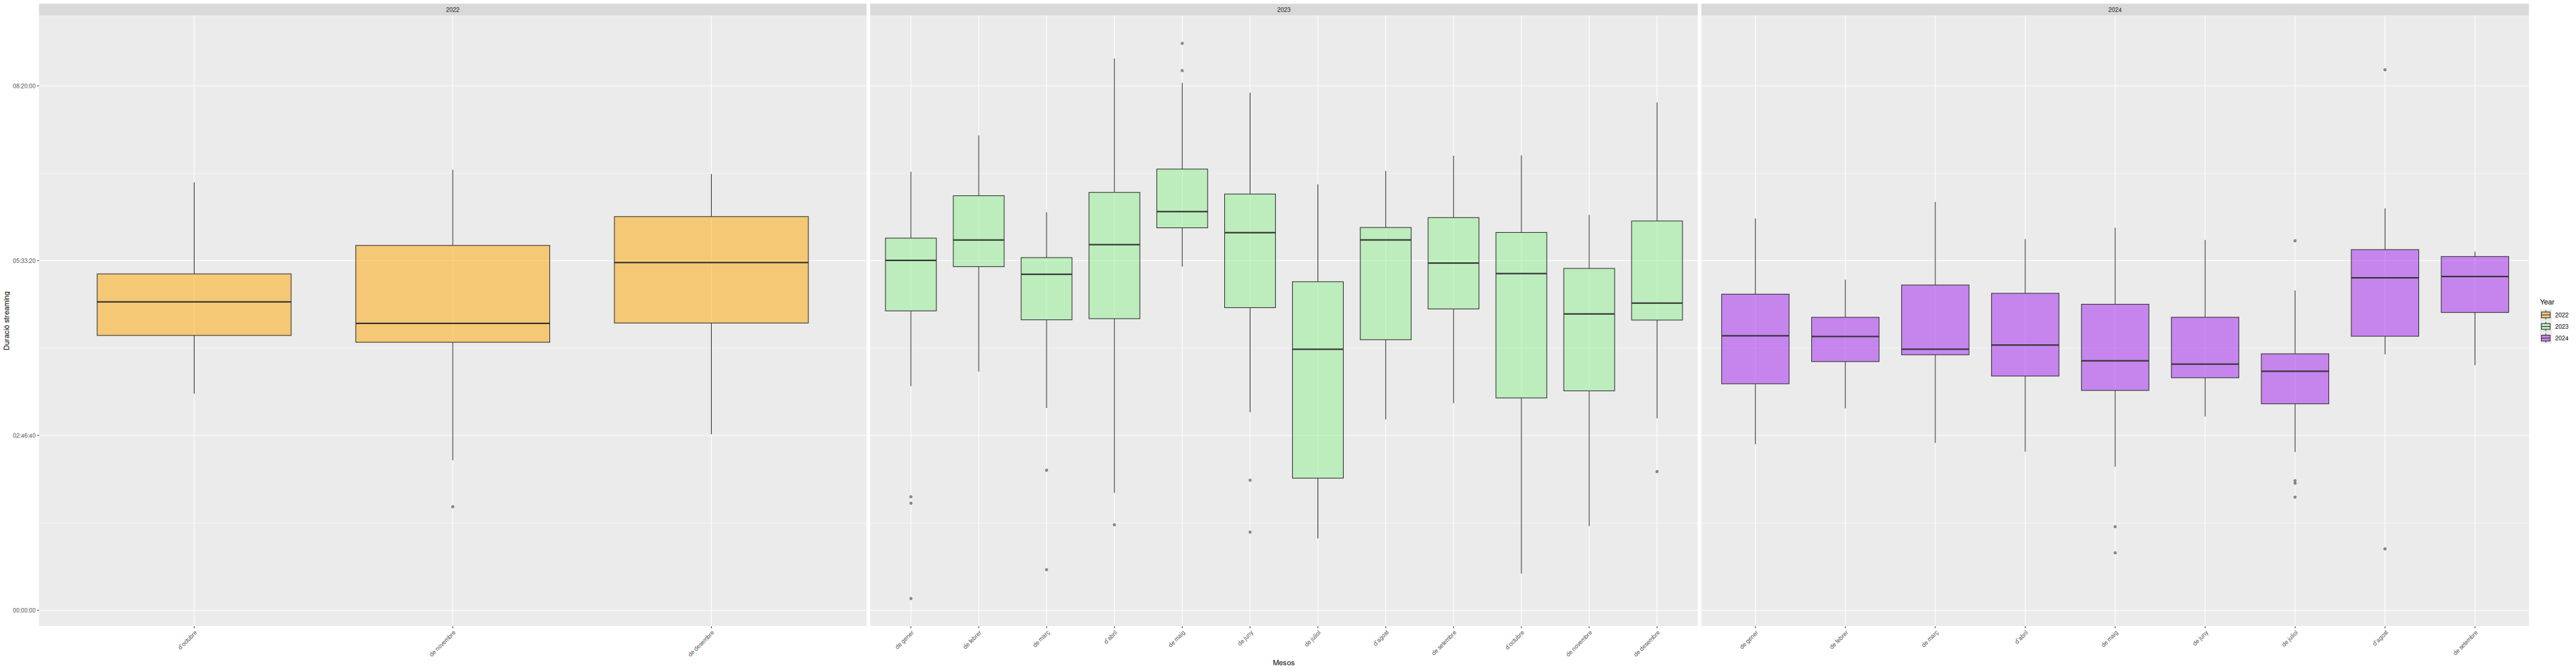 2022
2023
2024
Duració streaming
08:20:00
05:33:20
02:46:40
00:00:00
d'octubre
de novembre
de desembre
de gener
de febrer
de març
d'abril
de maig
de juny
de juliol
d'agost
de setembre
d'octubre
de novembre
de desembre
de gener
de febrer
de març
d'abril
de maig
de juny
de juliol
d'agost
de setembre
Mesos
Year
2022
2023
2024